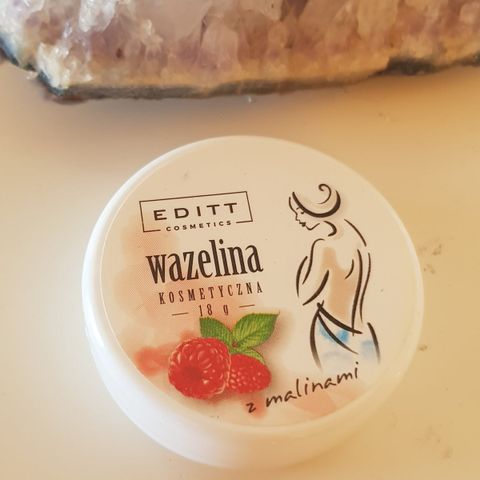 EDITT
COSMETICS
wazelina
KOSMETYCZNA
— 18 g —
z malinami